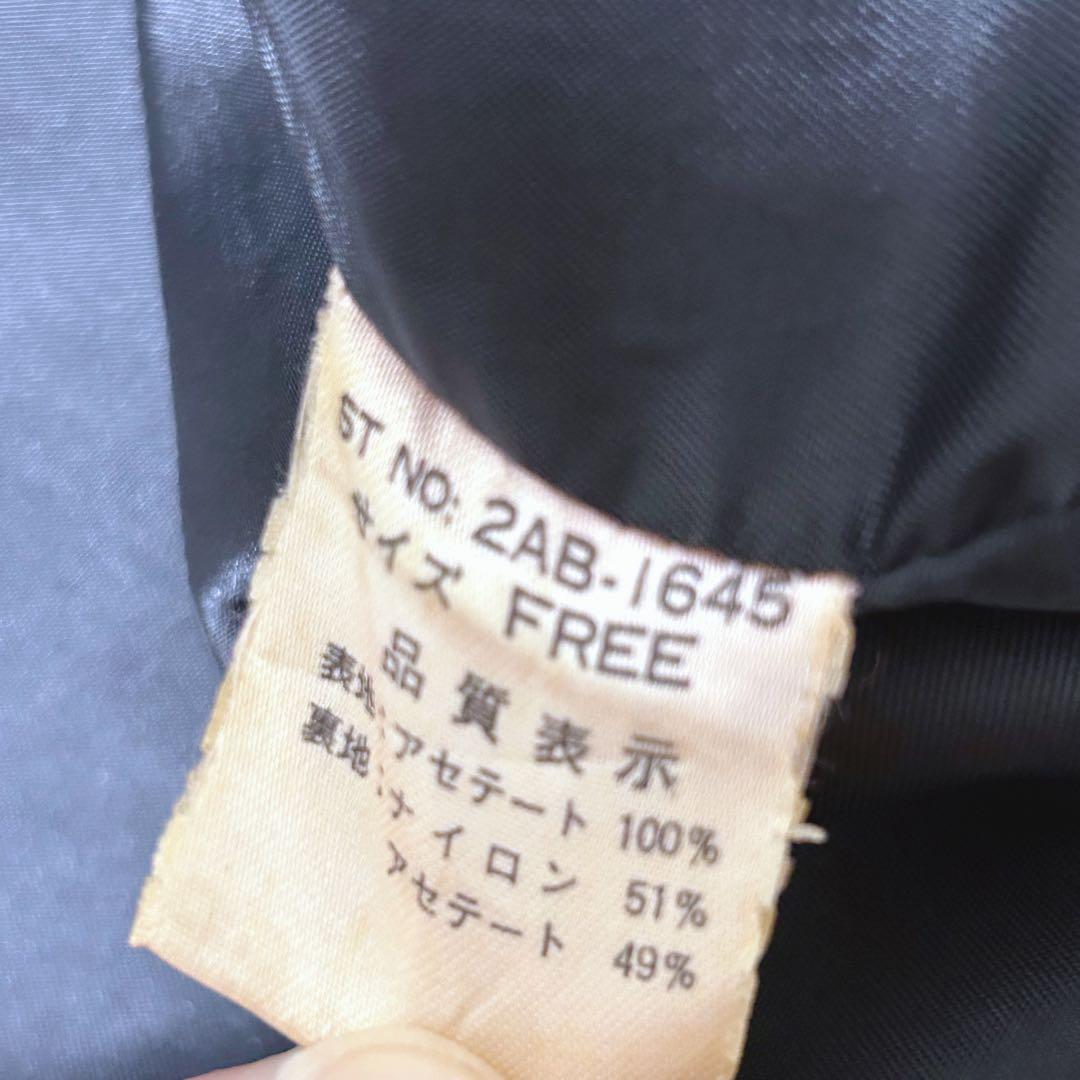 ST NO: 2AB-1645
サイズ FREE
品質表示
表地:アセテート 100%
裏地:ナイロン 51%
アセテート 49%